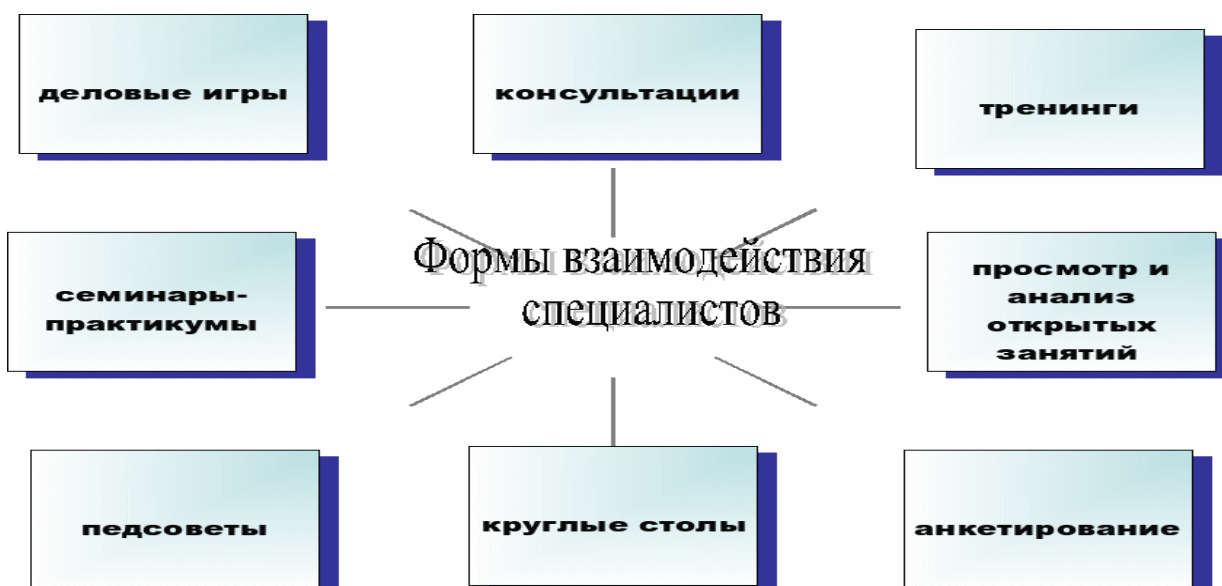 деловые игры
консультации
тренинги
Формы взаимодействия
специалистов
семинары-
практикумы
просмотр и
анализ
открытых
занятий
педсоветы
круглые столы
анкетирование